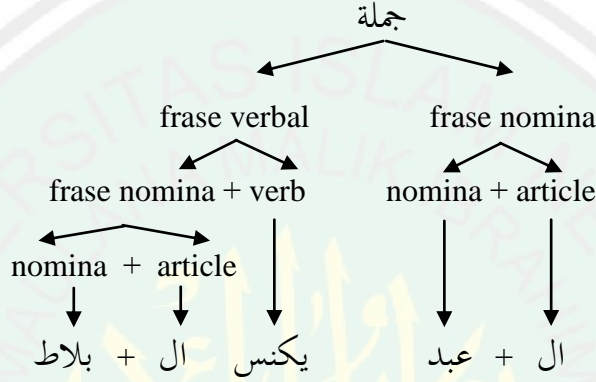 جملة
frase verbal frase nomina
frase nomina + verb nomina + article
nomina + article
ال + عبد يكنس ال + بلاط